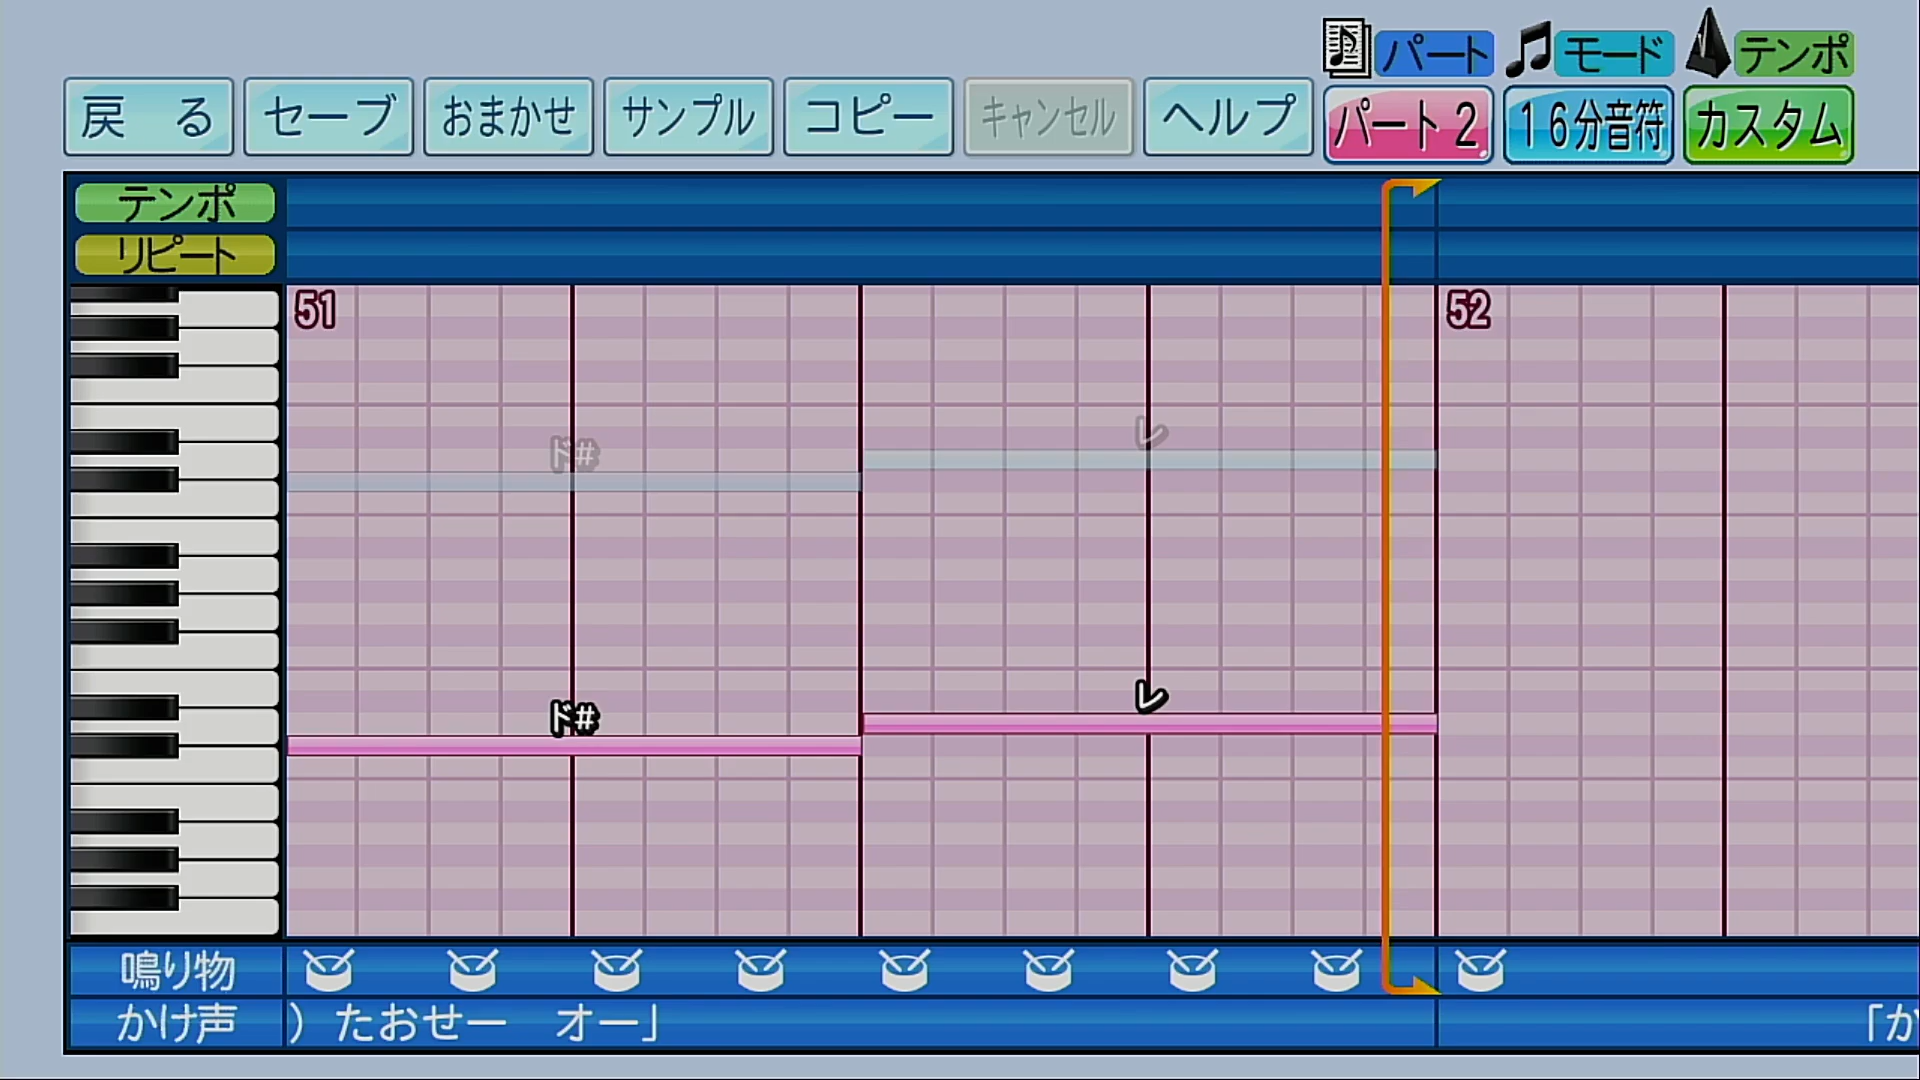 パート モード テンポ
戻る セーブ おまかせ サンプル コピー キャンセル ヘルプ パート2 16分音符 カスタム
テンポ
リピート
51 52
レ
ド#
レ
ド#
鳴り物
かけ声 )たおせー オー」 「か